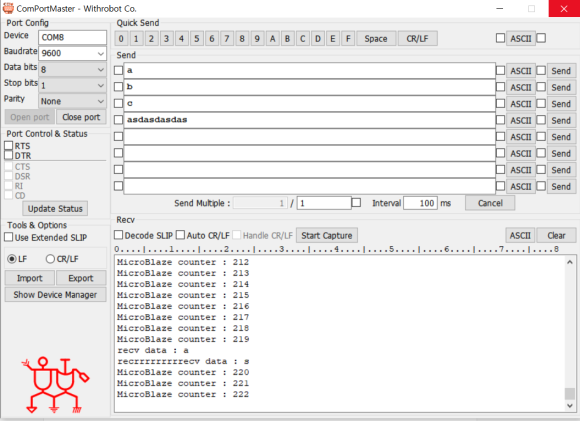 ComPortMaster - Withrobot Co.
Port Config
Device COM8
Baudrate 9600
Data bits 8
Stop bits 1
Parity None
Open port Close port
Port Control & Status
RTS
DTR
CTS
DSR
RI
CD
Update Status
Tools & Options
Use Extended SLIP
LF CR/LF
Import Export
Show Device Manager
Quick Send
0 1 2 3 4 5 6 7 8 9 A B C D E F Space CR/LF ASCII
Send
a ASCII Send
b ASCII Send
c ASCII Send
asdasdasdas ASCII Send
ASCII Send
ASCII Send
ASCII Send
ASCII Send
Send Multiple : 1 / 1 Interval 100 ms Cancel
Recv
Decode SLIP Auto CR/LF Handle CR/LF Start Capture ASCII Clear
0....|....1....|....2....|....3....|....4....|....5....|....6....|....7....|....8
MicroBlaze counter : 212
MicroBlaze counter : 213
MicroBlaze counter : 214
MicroBlaze counter : 215
MicroBlaze counter : 216
MicroBlaze counter : 217
MicroBlaze counter : 218
MicroBlaze counter : 219
recv data : a
recrrrrrrrrrecv data : s
MicroBlaze counter : 220
MicroBlaze counter : 221
MicroBlaze counter : 222